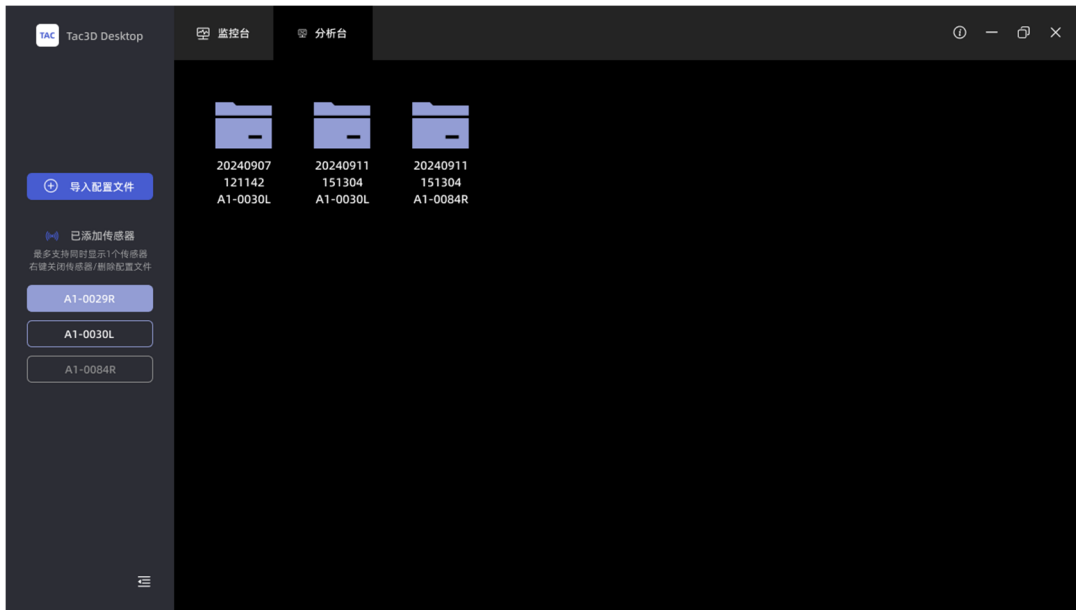 TAC Tac3D Desktop
监控台
分析台
导入配置文件
已添加传感器
最多支持同时显示1个传感器
右键关闭传感器/删除配置文件
A1-0029R
A1-0030L
A1-0084R
20240907
121142
A1-0030L
20240911
151304
A1-0030L
20240911
151304
A1-0084R